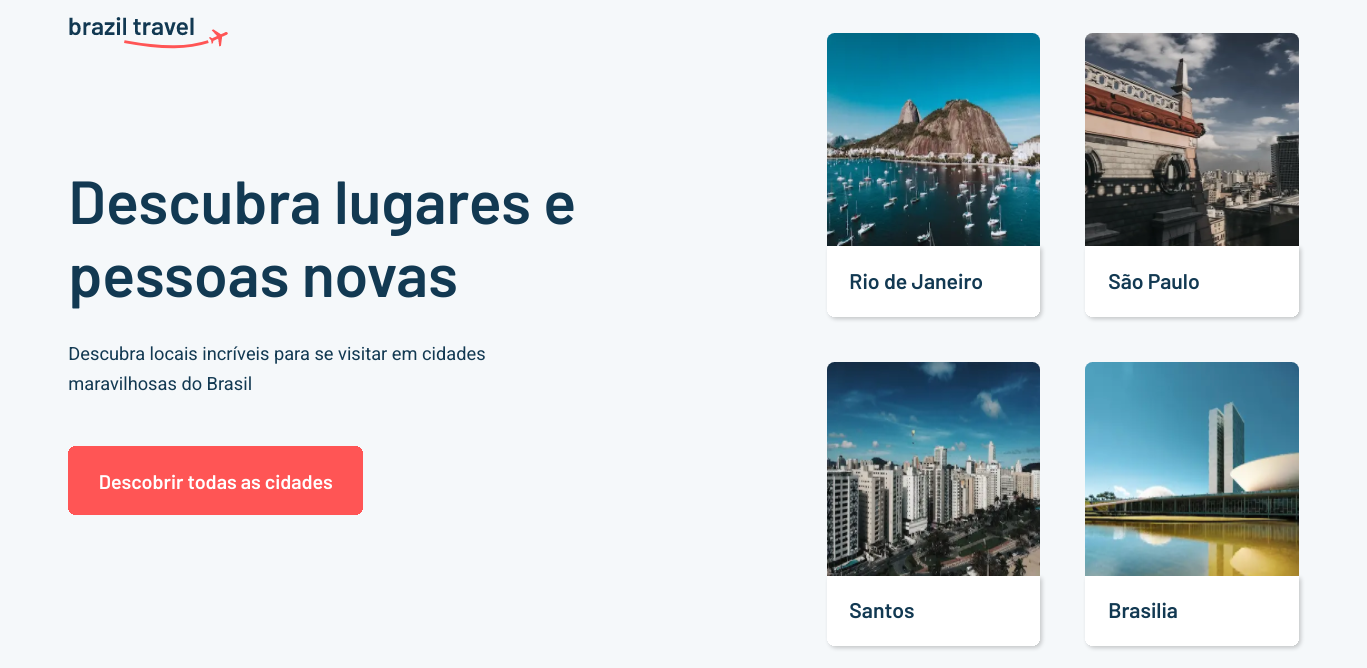 brazil travel
Descubra lugares e
pessoas novas
Descubra locais incríveis para se visitar em cidades
maravilhosas do Brasil
Descobrir todas as cidades
Rio de Janeiro
São Paulo
Santos
Brasilia